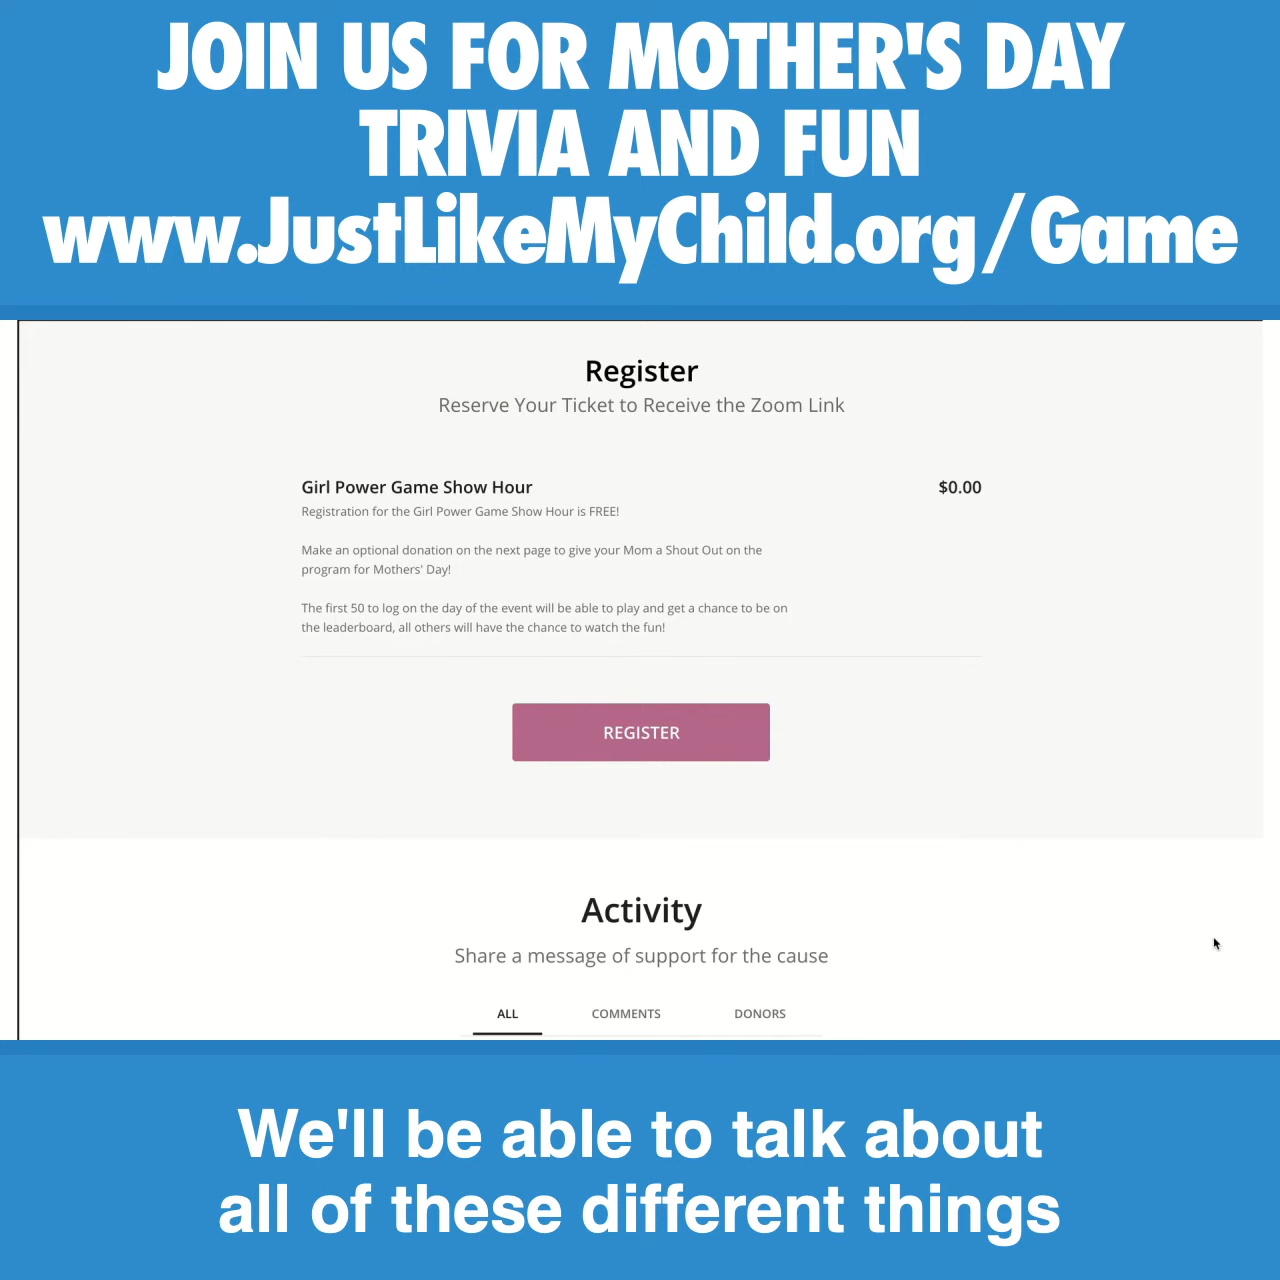 JOIN US FOR MOTHER'S DAY
TRIVIA AND FUN
www.JustLikeMyChild.org/Game
Register
Reserve Your Ticket to Receive the Zoom Link
Girl Power Game Show Hour $0.00
Registration for the Girl Power Game Show Hour is FREE!
Make an optional donation on the next page to give your Mom a Shout Out on the
program for Mothers' Day!
The first 50 to log on the day of the event will be able to play and get a chance to be on
the leaderboard, all others will have the chance to watch the fun!
REGISTER
Activity
Share a message of support for the cause
ALL COMMENTS DONORS
We'll be able to talk about
all of these different things